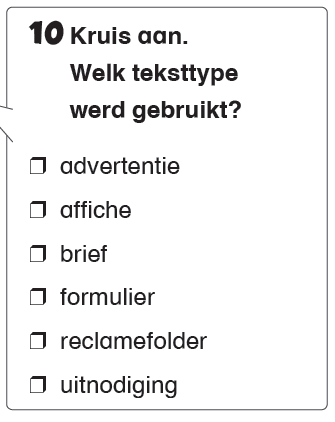 10 Kruis aan.
Welk teksttype
werd gebruikt?
❐ advertentie
❐ affiche
❐ brief
❐ formulier
❐ reclamefolder
❐ uitnodiging